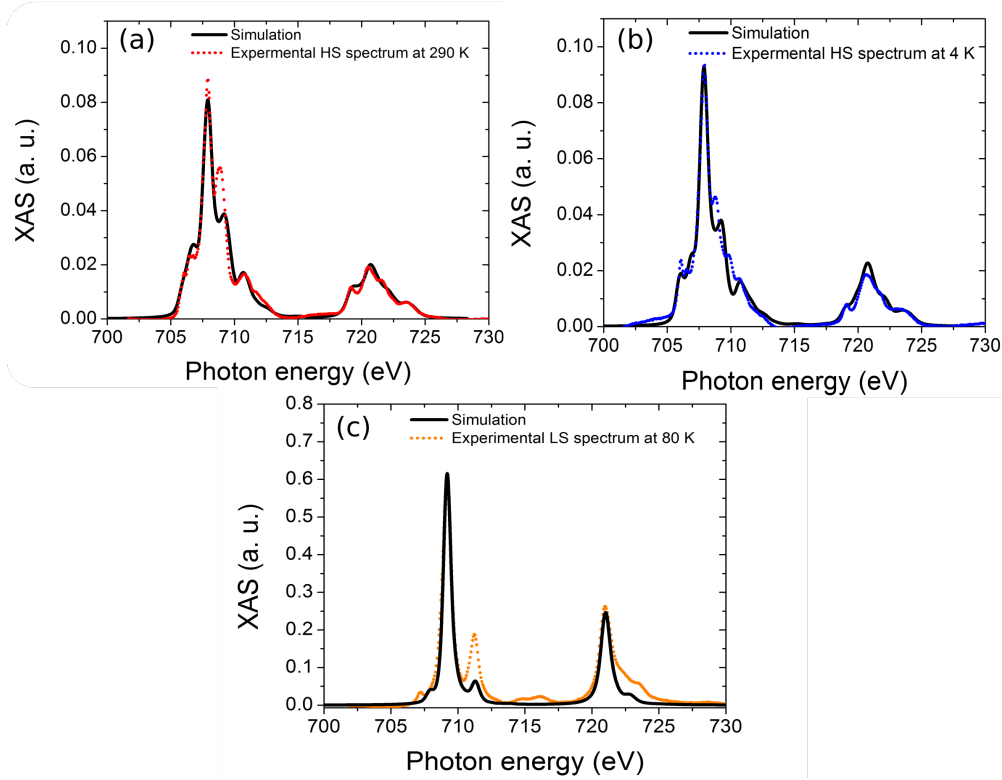 (a)
Simulation
Experimental HS spectrum at 290 K
XAS (a. u.)
0.10
0.08
0.06
0.04
0.02
0.00
700 705 710 715 720 725 730
Photon energy (eV)
(b)
Simulation
Experimental HS spectrum at 4 K
XAS (a. u.)
0.10
0.08
0.06
0.04
0.02
0.00
700 705 710 715 720 725 730
Photon energy (eV)
(c)
Simulation
Experimental LS spectrum at 80 K
XAS (a. u.)
0.8
0.7
0.6
0.5
0.4
0.3
0.2
0.1
0.0
700 705 710 715 720 725 730
Photon energy (eV)